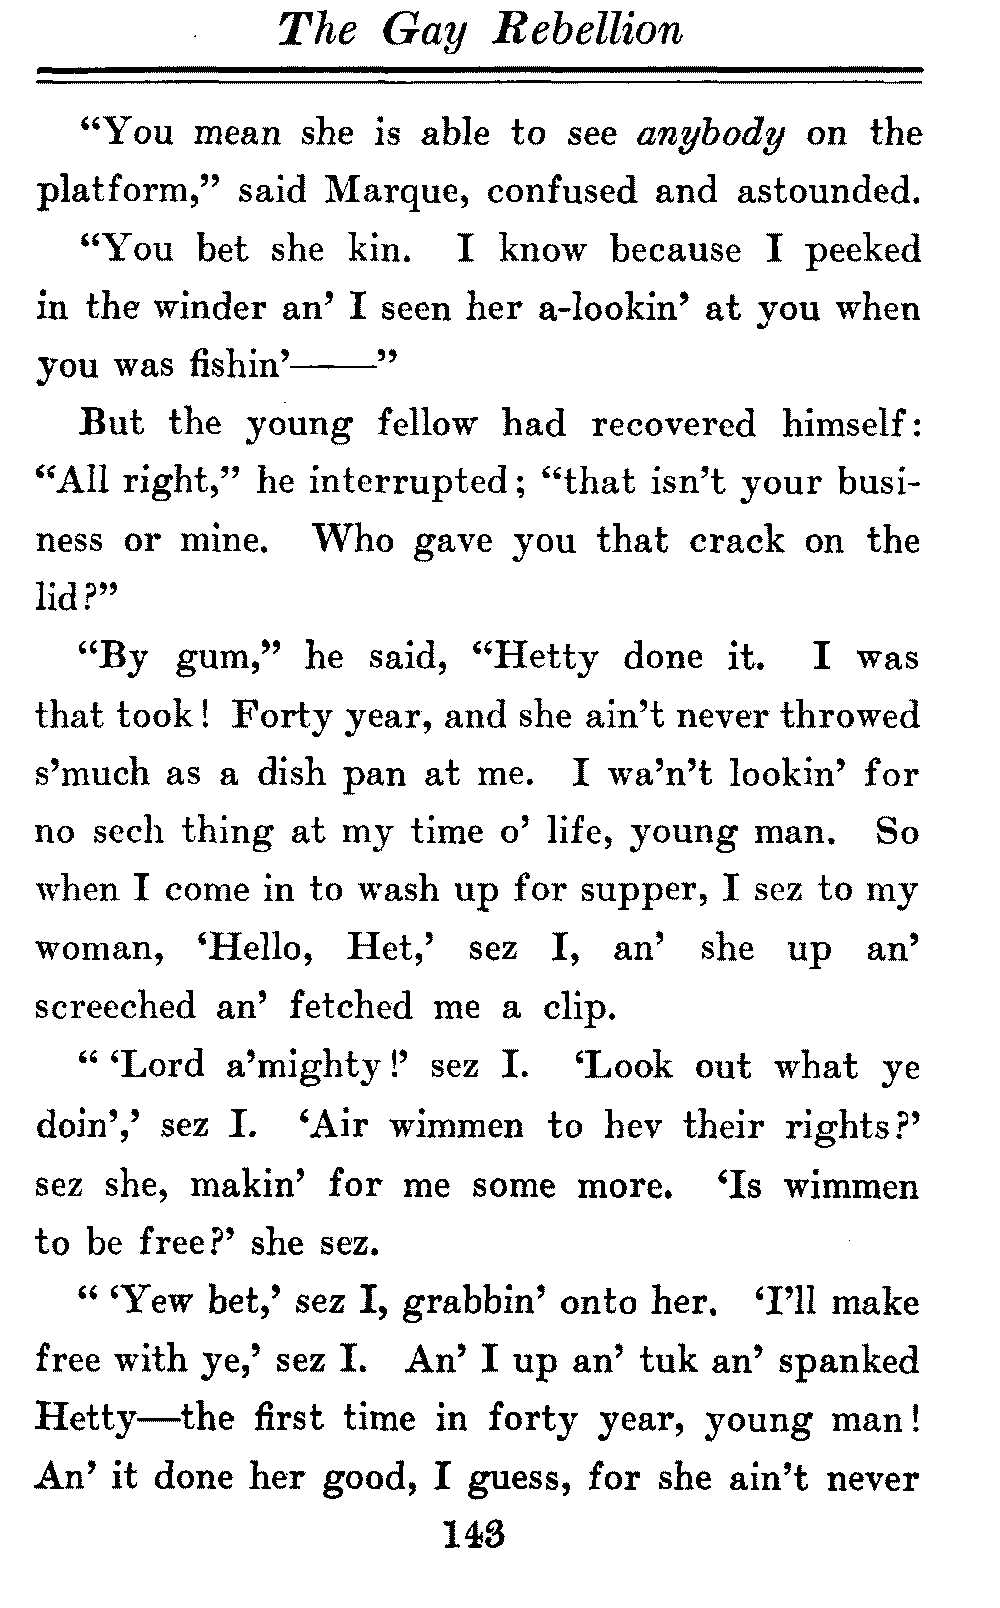 The Gay Rebellion
“You mean she is able to see anybody on the
platform,” said Marque, confused and astounded.
“You bet she kin. I know because I peeked
in the winder an’ I seen her a-lookin’ at you when
you was fishin’——”
But the young fellow had recovered himself:
“All right,” he interrupted; “that isn’t your busi-
ness or mine. Who gave you that crack on the
lid?”
“By gum,” he said, “Hetty done it. I was
that took! Forty year, and she ain’t never throwed
s’much as a dish pan at me. I wa’n’t lookin’ for
no sech thing at my time o’ life, young man. So
when I come in to wash up for supper, I sez to my
woman, ‘Hello, Het,’ sez I, an’ she up an’
screeched an’ fetched me a clip.
“ ‘Lord a’mighty!’ sez I. ‘Look out what ye
doin’,’ sez I. ‘Air wimmen to hev their rights?’
sez she, makin’ for me some more. ‘Is wimmen
to be free?’ she sez.
“ ‘Yew bet,’ sez I, grabbin’ onto her. ‘I’ll make
free with ye,’ sez I. An’ I up an’ tuk an’ spanked
Hetty—the first time in forty year, young man!
An’ it done her good, I guess, for she ain’t never
143